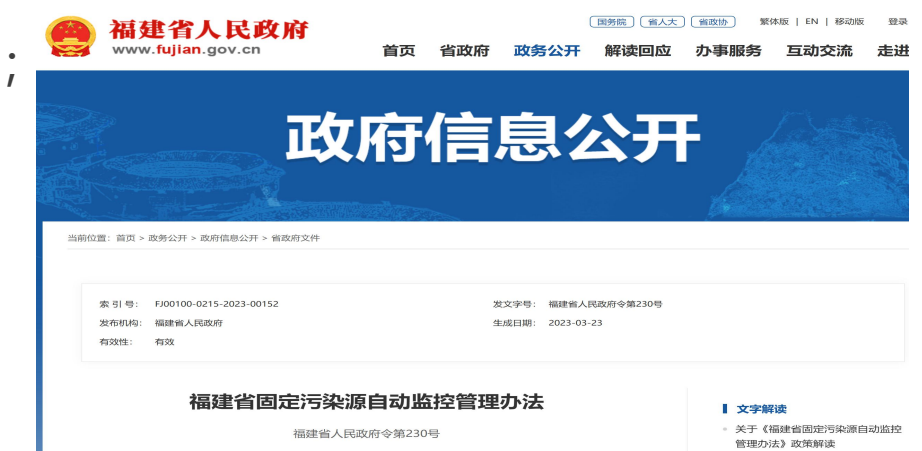 国务院 省人大 省政协 繁体版 | EN | 移动版 登录
福建省人民政府
www.fujian.gov.cn
首页 省政府 政务公开 解读回应 办事服务 互动交流 走进
;
政府信息公开
当前位置：首页 > 政务公开 > 政府信息公开 > 省政府文件
索 引 号： FJ00100-0215-2023-00152 发文字号： 福建省人民政府令第230号
发布机构： 福建省人民政府 生成日期： 2023-03-23
有效性： 有效
福建省固定污染源自动监控管理办法
福建省人民政府令第230号
文字解读
关于《福建省固定污染源自动监控
管理办法》政策解读